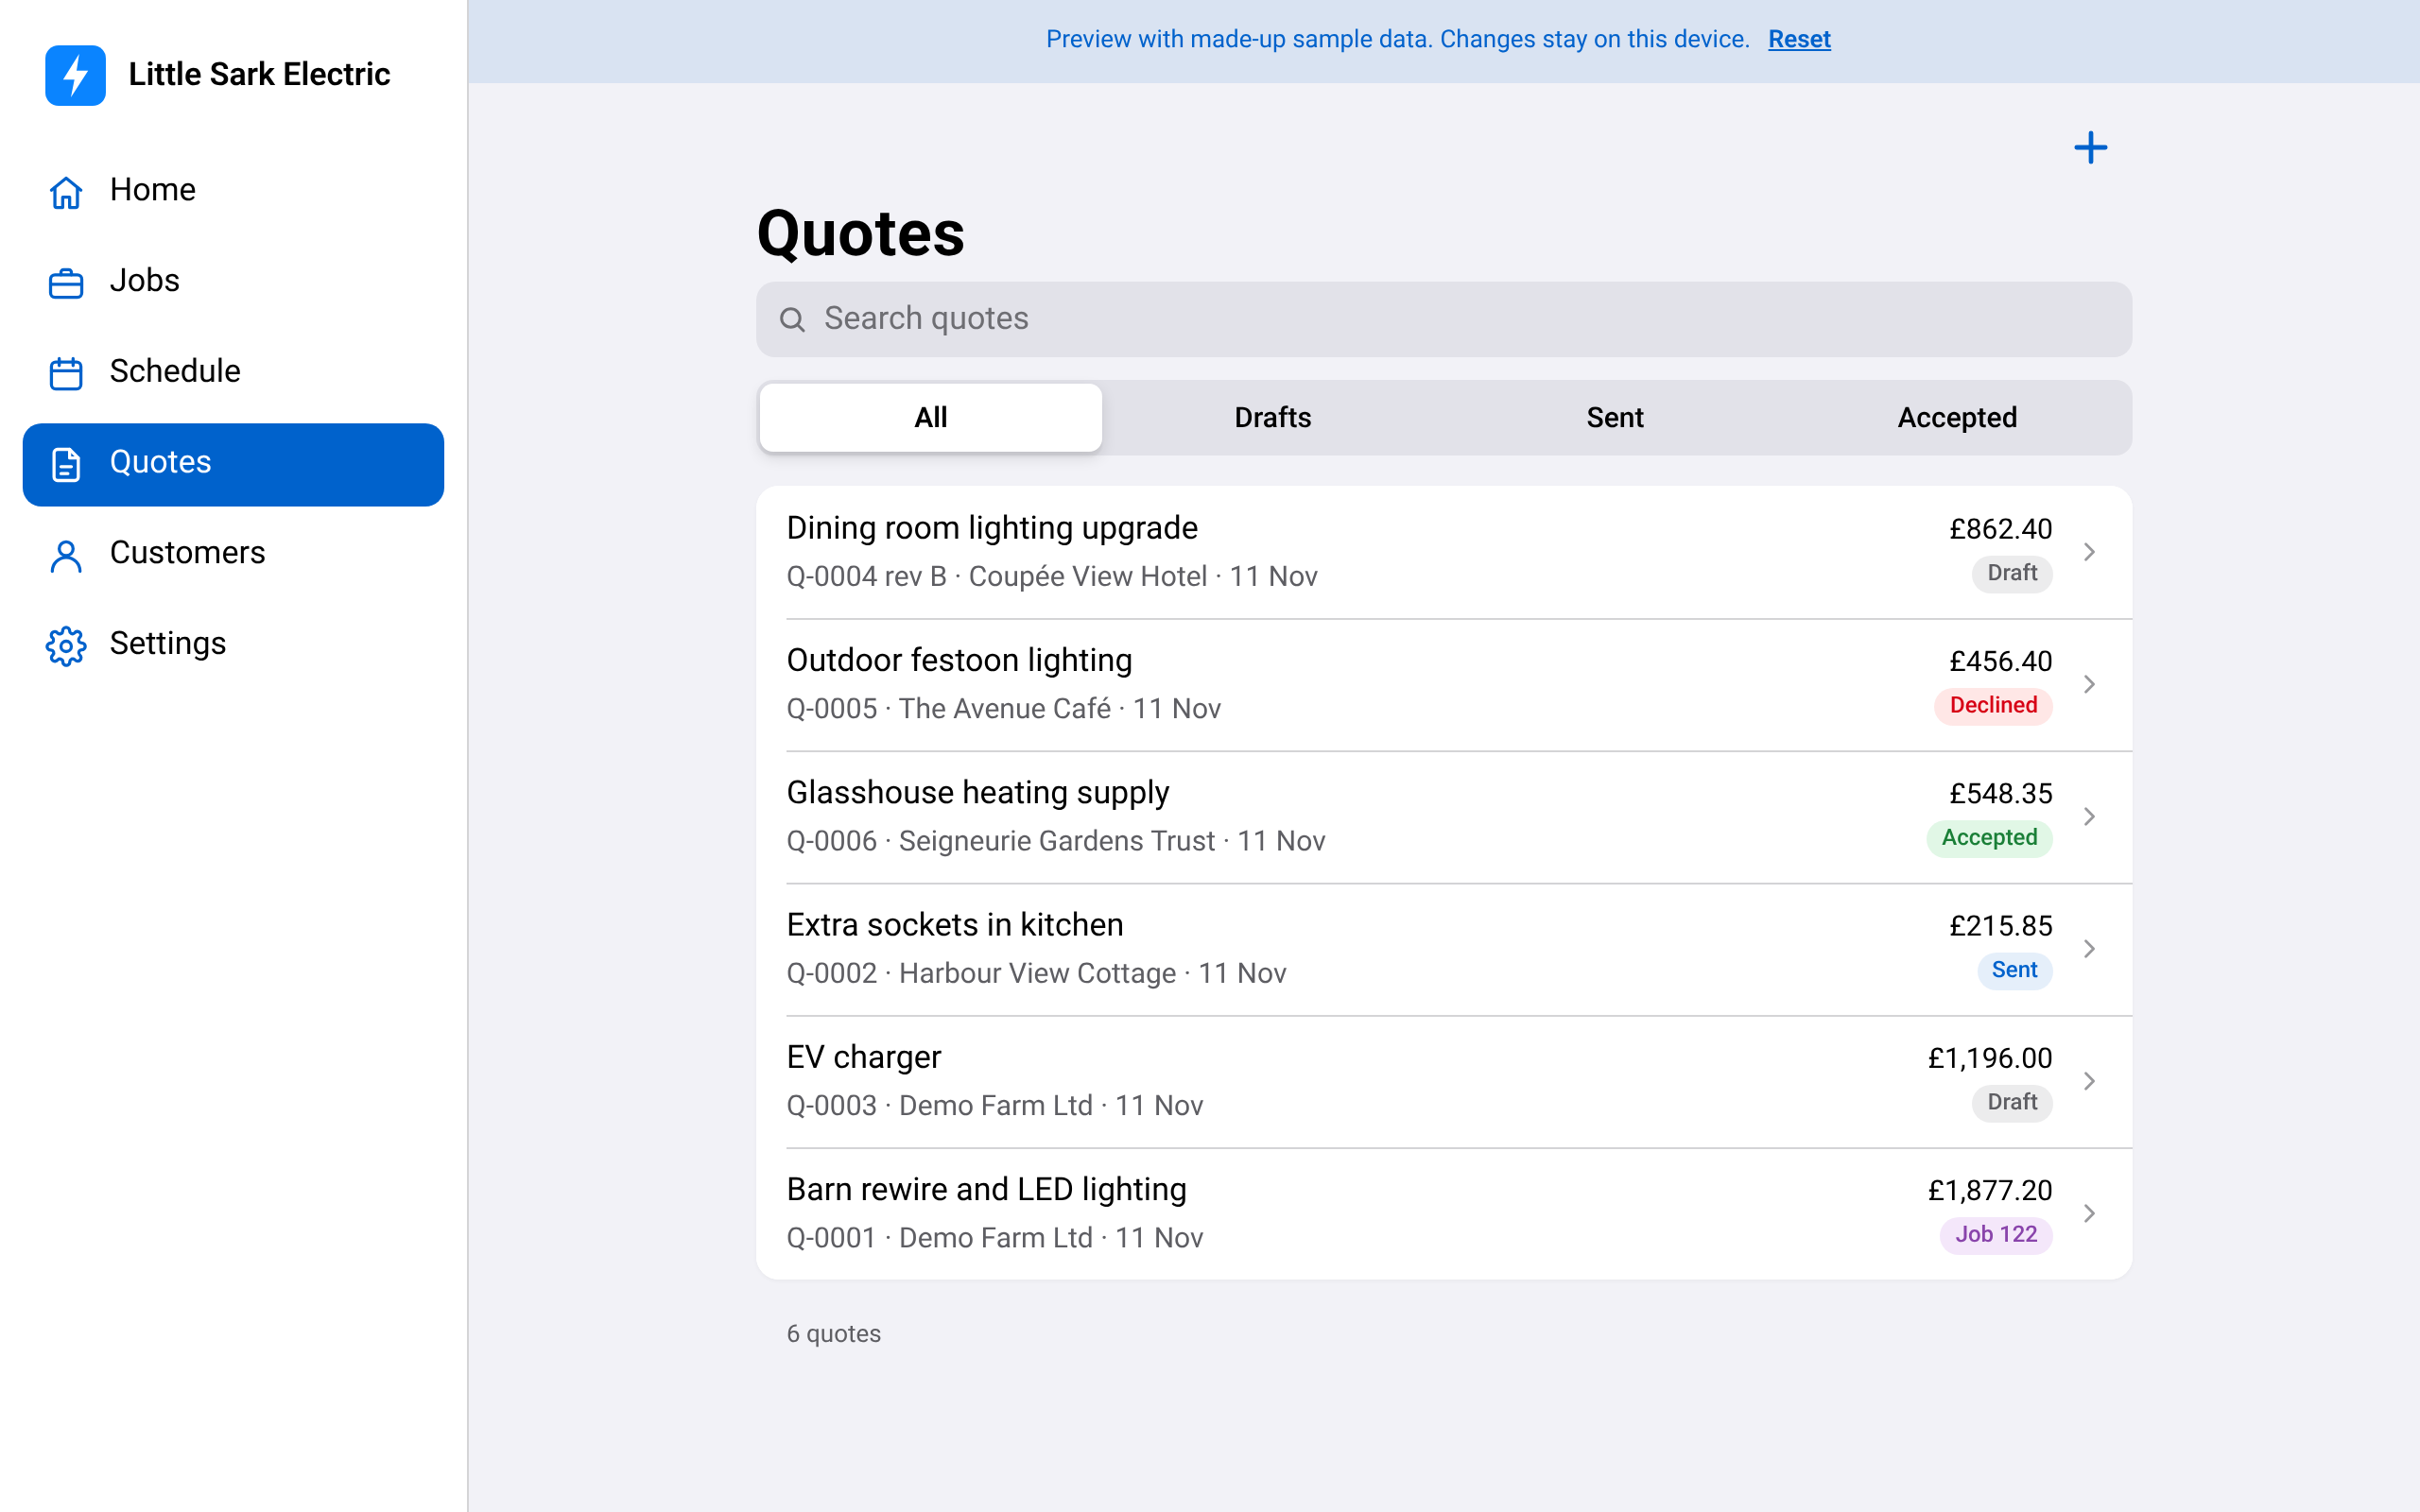 Little Sark Electric
Home
Jobs
Schedule
Quotes
Customers
Settings
Preview with made-up sample data. Changes stay on this device. Reset
Quotes
Search quotes
All Drafts Sent Accepted
Dining room lighting upgrade £862.40
Q-0004 rev B · Coupée View Hotel · 11 Nov Draft
Outdoor festoon lighting £456.40
Q-0005 · The Avenue Café · 11 Nov Declined
Glasshouse heating supply £548.35
Q-0006 · Seigneurie Gardens Trust · 11 Nov Accepted
Extra sockets in kitchen £215.85
Q-0002 · Harbour View Cottage · 11 Nov Sent
EV charger £1,196.00
Q-0003 · Demo Farm Ltd · 11 Nov Draft
Barn rewire and LED lighting £1,877.20
Q-0001 · Demo Farm Ltd · 11 Nov Job 122
6 quotes